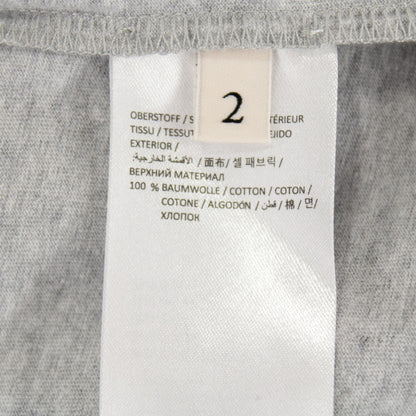 2
OBERSTOFF / S TÉRIEUR
TISSU / TESSUT EJIDO
EXTERIOR /
الأقمشة الخارجية: / 面布 / 셀 패브릭 /
ВЕРХНИЙ МАТЕРИАЛ
100 % BAUMWOLLE / COTTON / COTON /
COTONE / ALGODÓN / قطن / 棉 / 면 /
ХЛОПОК